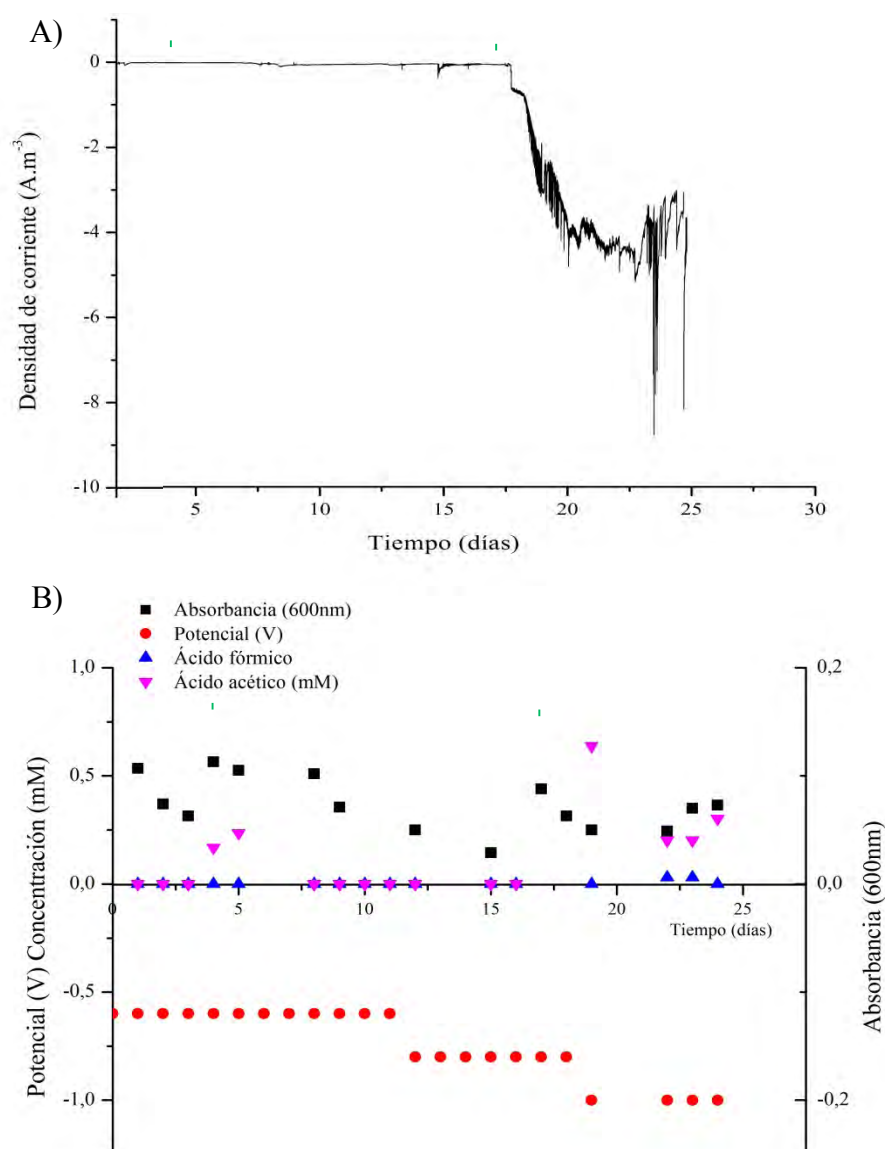 A)
0
-2
-4
-6
-8
-10
Densidad de corriente (A.m-3)
5 10 15 20 25 30
Tiempo (días)
B)
Absorbancia (600nm)
Potencial (V)
Ácido fórmico
Ácido acético (mM)
1,0
0,5
0,0
-0,5
-1,0
Potencial (V) Concentración (mM)
0 5 10 15 20 25
Tiempo (días)
0,2
0,0
-0,2
Absorbancia (600nm)